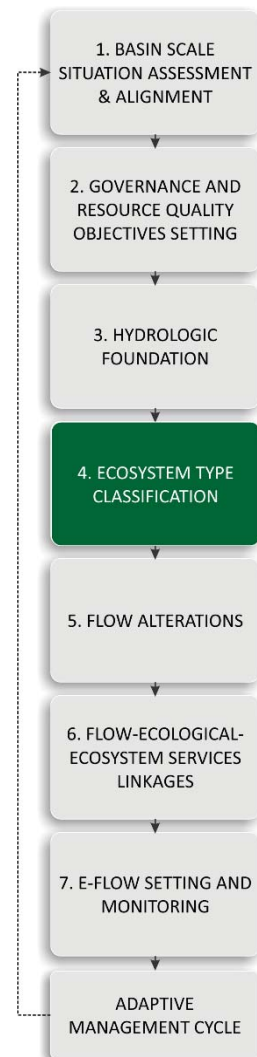 1. BASIN SCALE
SITUATION ASSESSMENT
& ALIGNMENT
2. GOVERNANCE AND
RESOURCE QUALITY
OBJECTIVES SETTING
3. HYDROLOGIC
FOUNDATION
4. ECOSYSTEM TYPE
CLASSIFICATION
5. FLOW ALTERATIONS
6. FLOW-ECOLOGICAL-
ECOSYSTEM SERVICES
LINKAGES
7. E-FLOW SETTING AND
MONITORING
ADAPTIVE
MANAGEMENT CYCLE